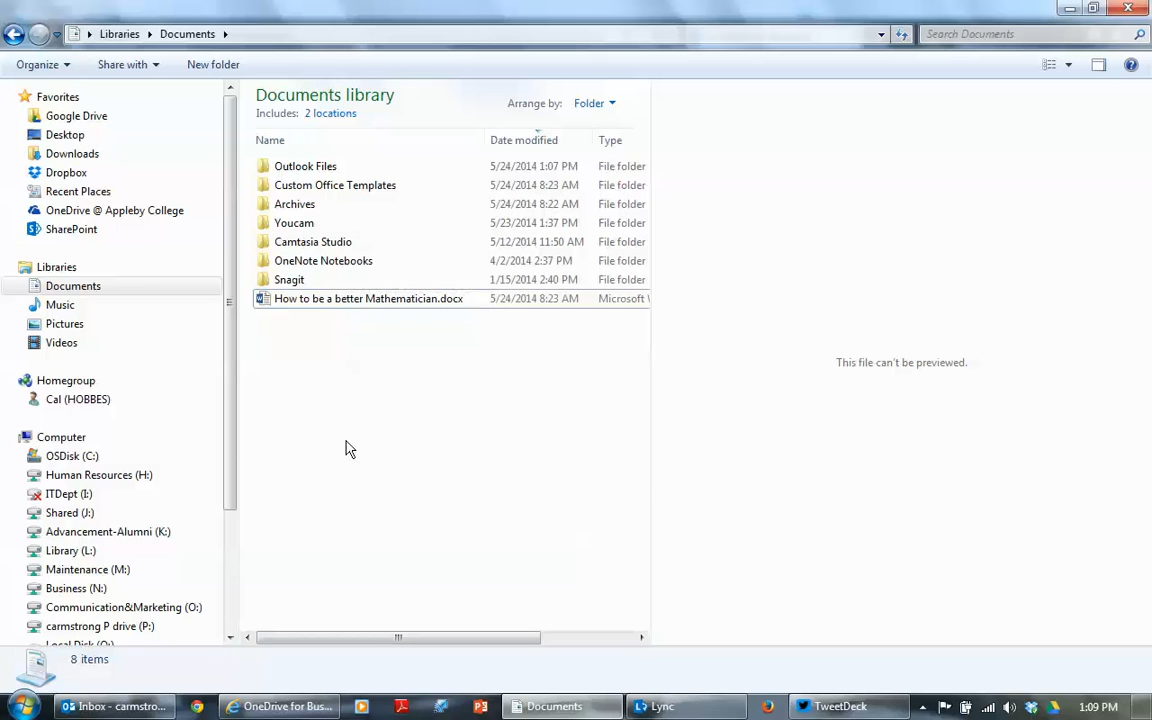 Libraries Documents
Search Documents
Organize Share with New folder
Favorites
Google Drive
Desktop
Downloads
Dropbox
Recent Places
OneDrive @ Appleby College
SharePoint
Libraries
Documents
Music
Pictures
Videos
Homegroup
Cal (HOBBES)
Computer
OSDisk (C:)
Human Resources (H:)
ITDept (I:)
Shared (J:)
Advancement-Alumni (K:)
Library (L:)
Maintenance (M:)
Business (N:)
Communication&Marketing (O:)
carmstrong P drive (P:)
Documents library
Includes: 2 locations
Arrange by: Folder
Name Date modified Type
Outlook Files 5/24/2014 1:07 PM File folder
Custom Office Templates 5/24/2014 8:23 AM File folder
Archives 5/24/2014 8:22 AM File folder
Youcam 5/23/2014 1:37 PM File folder
Camtasia Studio 5/12/2014 11:50 AM File folder
OneNote Notebooks 4/2/2014 2:37 PM File folder
Snagit 1/15/2014 2:40 PM File folder
How to be a better Mathematician.docx 5/24/2014 8:23 AM Microsoft
This file can't be previewed.
8 items
Inbox - carmstro... OneDrive for Bus... Documents Lync TweetDeck 1:09 PM